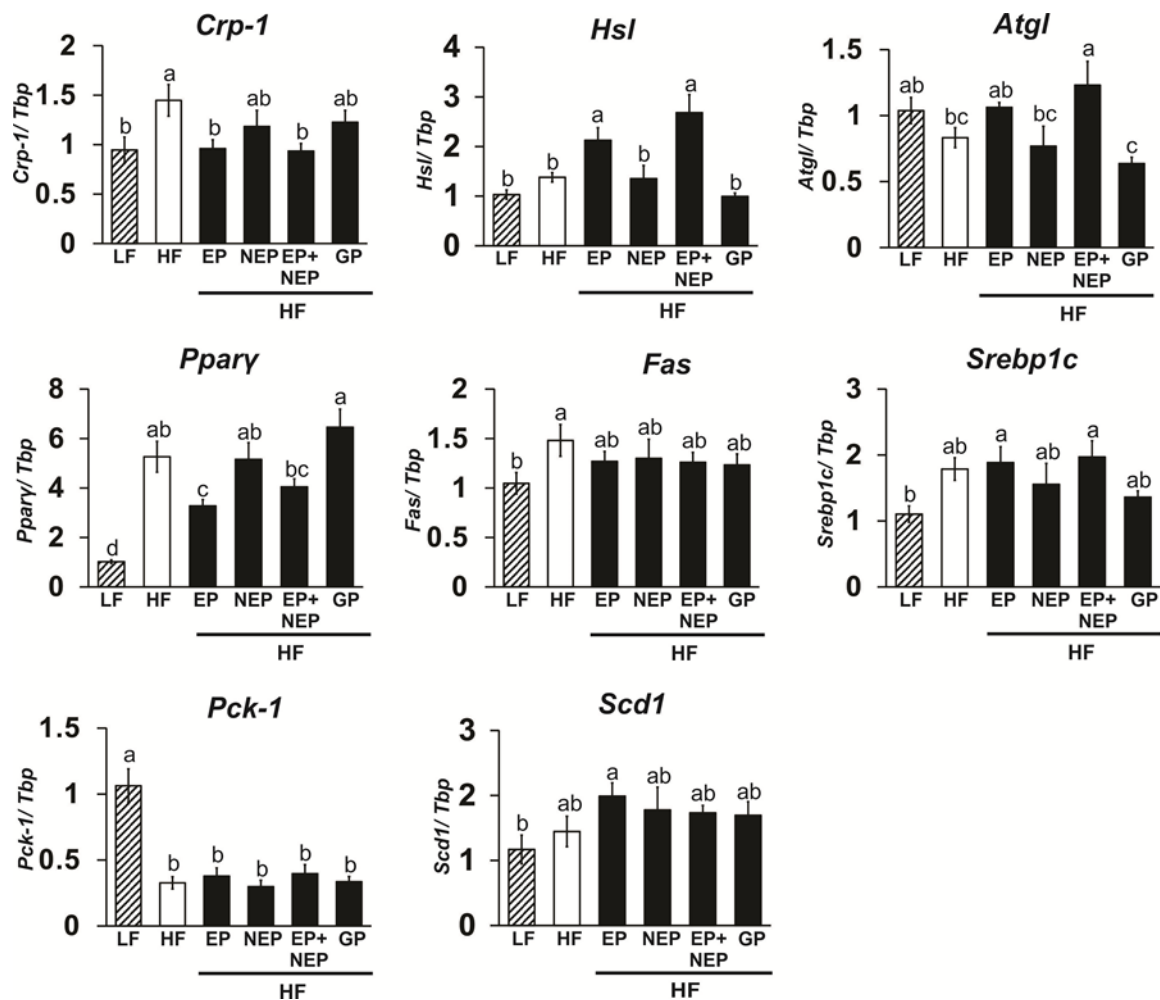 Crp-1
Crp-1/ Tbp
2
1.5
1
0.5
0
b
a
b
ab
b
ab
LF HF EP NEP EP+ GP
NEP
HF
Hsl
Hsl/ Tbp
4
3
2
1
0
b
b
a
b
a
b
LF HF EP NEP EP+ GP
NEP
HF
Atgl
Atgl/ Tbp
1.5
1
0.5
0
ab
bc
ab
bc
a
c
LF HF EP NEP EP+ GP
NEP
HF
Pparγ
Pparγ/ Tbp
8
6
4
2
0
d
ab
c
ab
bc
a
LF HF EP NEP EP+ GP
NEP
HF
Fas
Fas/ Tbp
2
1.5
1
0.5
0
b
a
ab
ab
ab
ab
LF HF EP NEP EP+ GP
NEP
HF
Srebp1c
Srebp1c/ Tbp
3
2
1
0
b
ab
a
ab
a
ab
LF HF EP NEP EP+ GP
NEP
HF
Pck-1
Pck-1/ Tbp
1.5
1
0.5
0
a
b
b
b
b
b
LF HF EP NEP EP+ GP
NEP
HF
Scd1
Scd1/ Tbp
3
2
1
0
b
ab
a
ab
ab
ab
LF HF EP NEP EP+ GP
NEP
HF